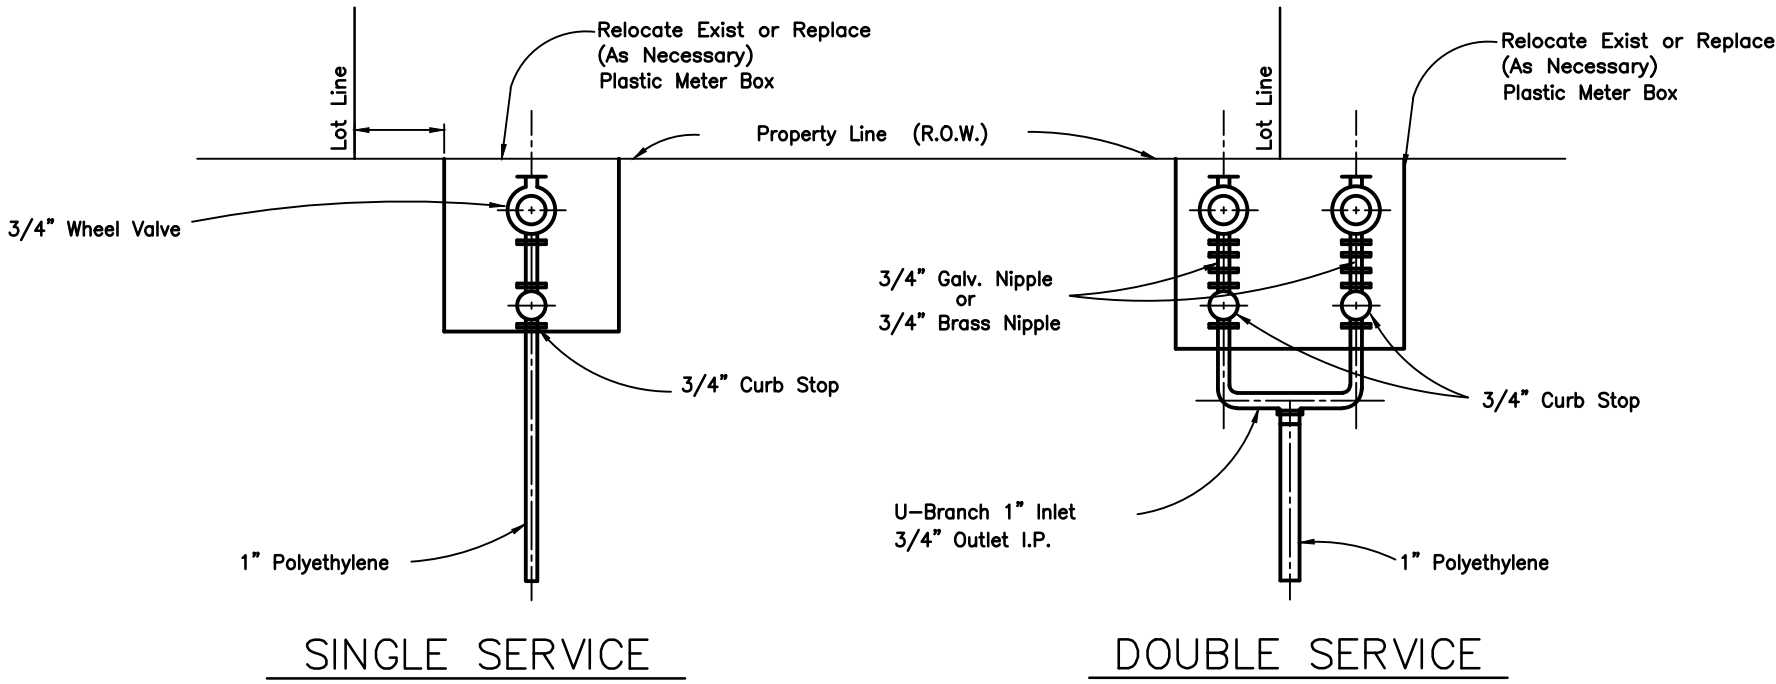 Relocate Exist or Replace
(As Necessary)
Plastic Meter Box
Lot Line
3/4" Wheel Valve
3/4" Curb Stop
1" Polyethylene
SINGLE SERVICE
Property Line (R.O.W.)
Relocate Exist or Replace
(As Necessary)
Plastic Meter Box
Lot Line
3/4" Galv. Nipple
or
3/4" Brass Nipple
3/4" Curb Stop
U-Branch 1" Inlet
3/4" Outlet I.P.
1" Polyethylene
DOUBLE SERVICE